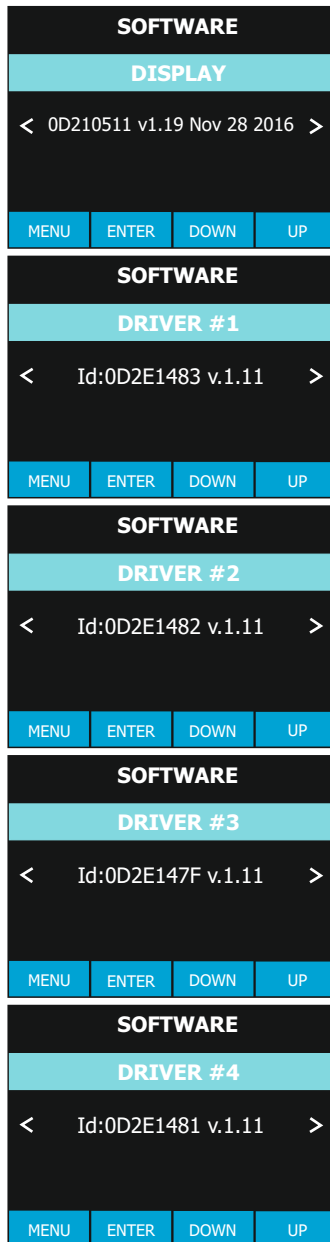 SOFTWARE
DISPLAY
< 0D210511 v1.19 Nov 28 2016 >
MENU ENTER DOWN UP
SOFTWARE
DRIVER #1
< Id:0D2E1483 v.1.11 >
MENU ENTER DOWN UP
SOFTWARE
DRIVER #2
< Id:0D2E1482 v.1.11 >
MENU ENTER DOWN UP
SOFTWARE
DRIVER #3
< Id:0D2E147F v.1.11 >
MENU ENTER DOWN UP
SOFTWARE
DRIVER #4
< Id:0D2E1481 v.1.11 >
MENU ENTER DOWN UP